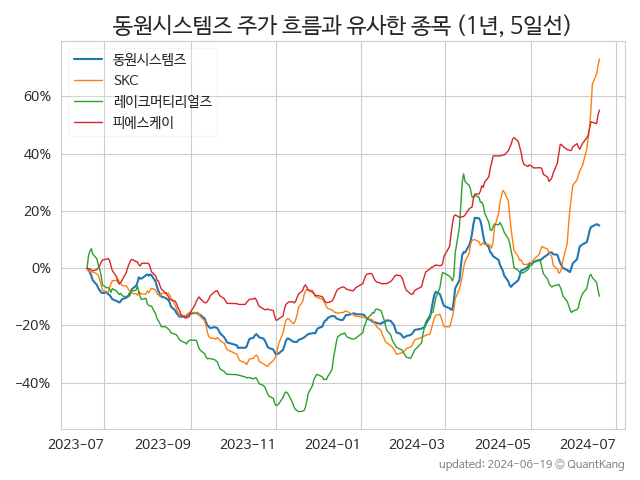 동원시스템즈 주가 흐름과 유사한 종목 (1년, 5일선)
동원시스템즈
SKC
레이크머티리얼즈
피에스케이
60%
40%
20%
0%
−20%
−40%
2023-07 2023-09 2023-11 2024-01 2024-03 2024-05 2024-07
updated: 2024-06-19 © QuantKang